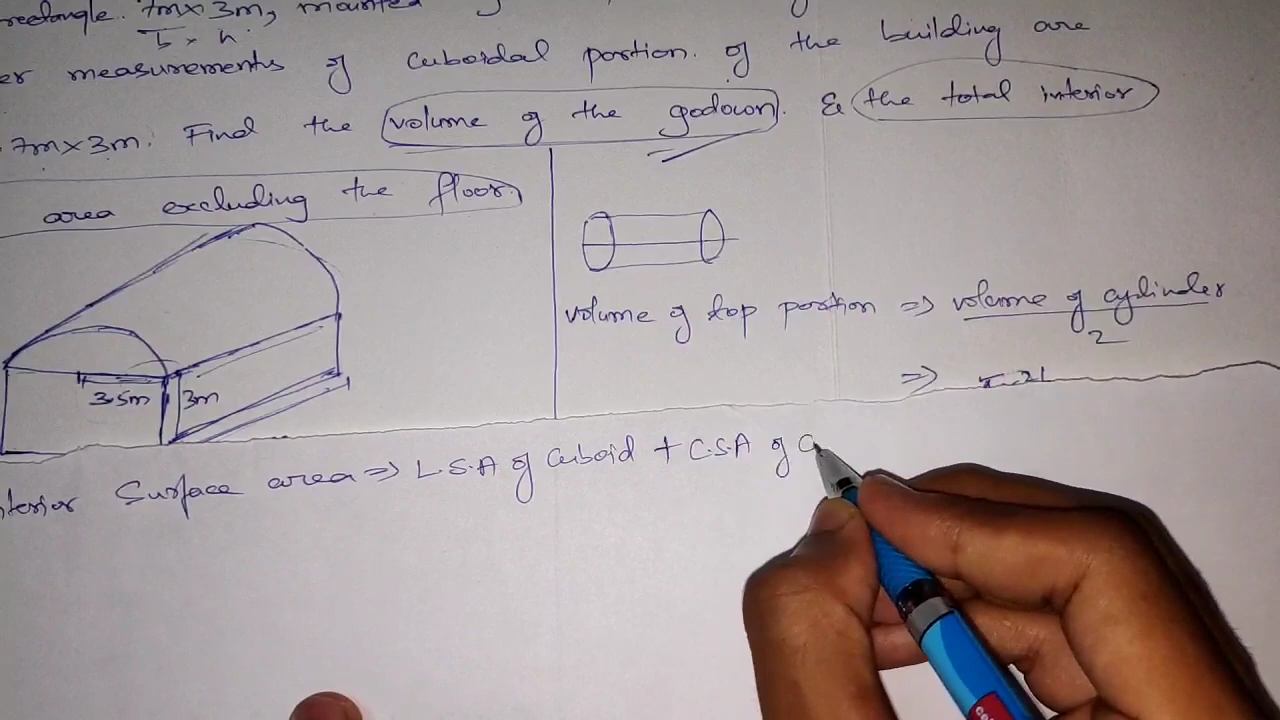 rectangle. 7m × 3m, mounted
b × h.
er measurements of cuboidal portion. of the building are
7m × 3m. Find the volume of the godown. & the total interior
area excluding the floor.
volume of top portion ⇒ volume of cylinder
2
⇒
3.5m
3m
terior Surface area ⇒ L.S.A of cuboid + C.S.A of